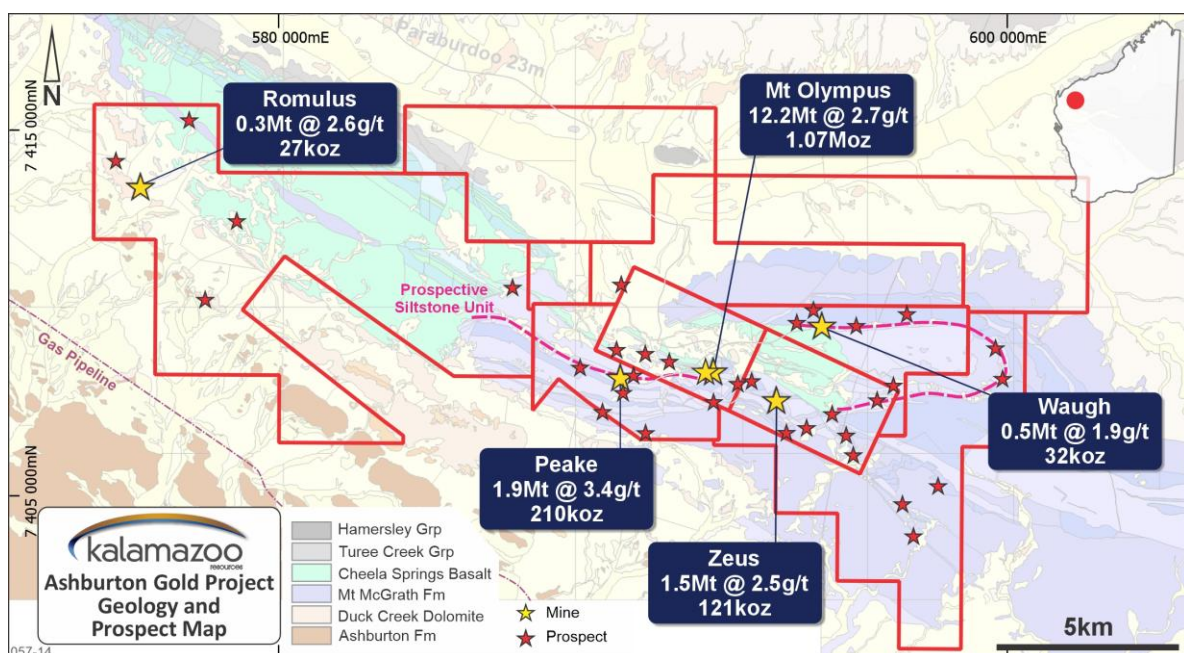 580 000mE
600 000mE
Paraburdoo 23m
N
7 415 000mN
Romulus
0.3Mt @ 2.6g/t
27koz
Mt Olympus
12.2Mt @ 2.7g/t
1.07Moz
Prospective
Siltstone Unit
Gas Pipeline
Waugh
0.5Mt @ 1.9g/t
32koz
Peake
1.9Mt @ 3.4g/t
210koz
7 405 000mN
Zeus
1.5Mt @ 2.5g/t
121koz
kalamazoo
resources
Ashburton Gold Project
Geology and
Prospect Map
Hamersley Grp
Turee Creek Grp
Cheela Springs Basalt
Mt McGrath Fm
Duck Creek Dolomite
Ashburton Fm
Mine
Prospect
5km
057-14